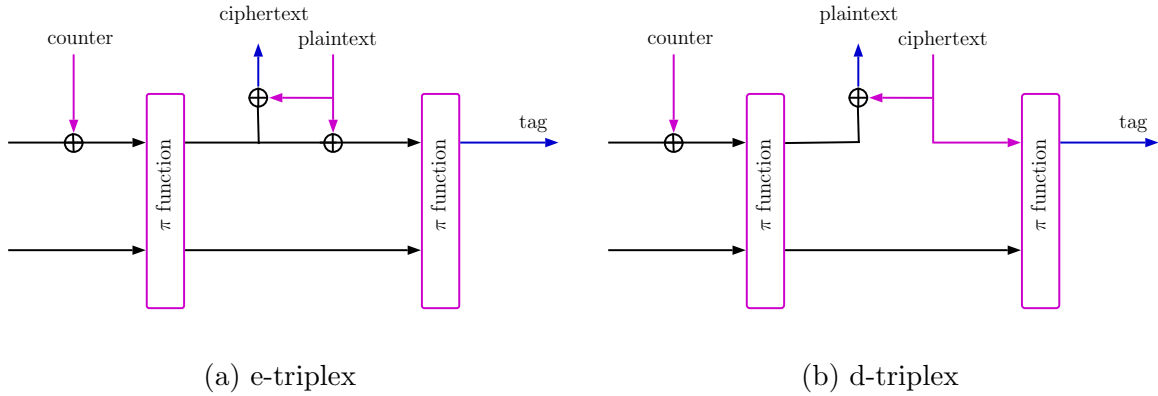 ciphertext
counter
plaintext
π function
π function
tag
(a) e-triplex
plaintext
counter
ciphertext
π function
π function
tag
(b) d-triplex